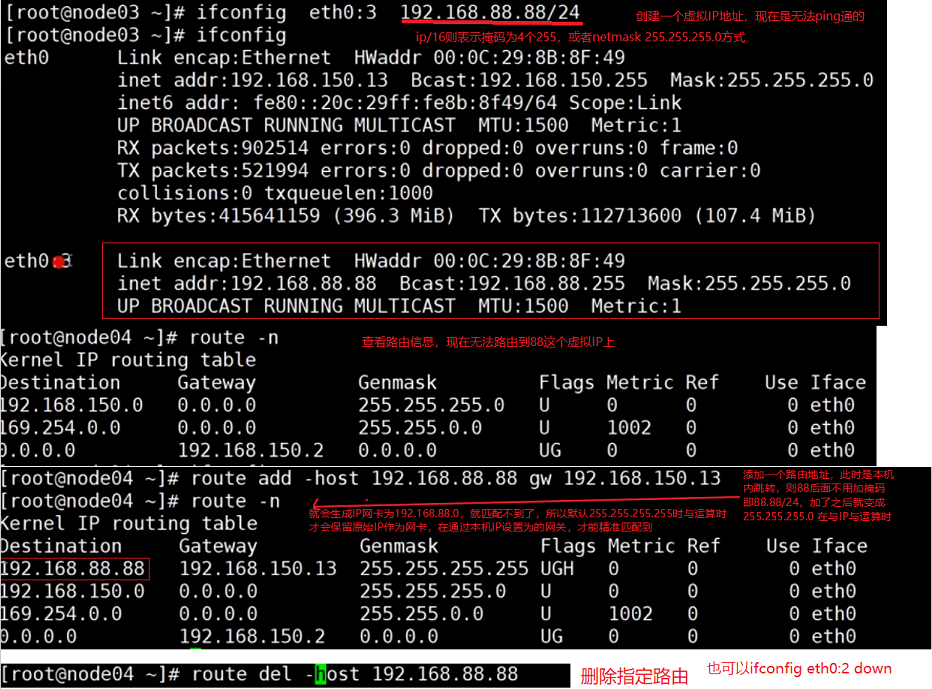 [root@node03 ~]# ifconfig eth0:3 192.168.88.88/24 创建一个虚拟IP地址，现在是无法ping通的
[root@node03 ~]# ifconfig ip/16则表示掩码为4个255，或者netmask 255.255.255.0方式
eth0 Link encap:Ethernet HWaddr 00:0C:29:8B:8F:49
inet addr:192.168.150.13 Bcast:192.168.150.255 Mask:255.255.255.0
inet6 addr: fe80::20c:29ff:fe8b:8f49/64 Scope:Link
UP BROADCAST RUNNING MULTICAST MTU:1500 Metric:1
RX packets:902514 errors:0 dropped:0 overruns:0 frame:0
TX packets:521994 errors:0 dropped:0 overruns:0 carrier:0
collisions:0 txqueuelen:1000
RX bytes:415641159 (396.3 MiB) TX bytes:112713600 (107.4 MiB)
eth0:3 Link encap:Ethernet HWaddr 00:0C:29:8B:8F:49
inet addr:192.168.88.88 Bcast:192.168.88.255 Mask:255.255.255.0
UP BROADCAST RUNNING MULTICAST MTU:1500 Metric:1
[root@node04 ~]# route -n 查看路由信息，现在无法路由到88这个虚拟IP上
Kernel IP routing table
Destination Gateway Genmask Flags Metric Ref Use Iface
192.168.150.0 0.0.0.0 255.255.255.0 U 0 0 0 eth0
169.254.0.0 0.0.0.0 255.255.0.0 U 1002 0 0 eth0
0.0.0.0 192.168.150.2 0.0.0.0 UG 0 0 0 eth0
[root@node04 ~]# route add -host 192.168.88.88 gw 192.168.150.13
添加一个路由地址，此时是本机
内跳转，则88后面不用加掩码
即88.88/24，加了之后就变成
255.255.255.0 在与IP与运算时
[root@node04 ~]# route -n
就会生成IP网卡为192.168.88.0，就匹配不到了，所以默认255.255.255.255时与运算时
才会保留原始IP作为网卡，在通过本机IP设置为的网关，才能精准匹配到
Kernel IP routing table
Destination Gateway Genmask Flags Metric Ref Use Iface
192.168.88.88 192.168.150.13 255.255.255.255 UGH 0 0 0 eth0
192.168.150.0 0.0.0.0 255.255.255.0 U 0 0 0 eth0
169.254.0.0 0.0.0.0 255.255.0.0 U 1002 0 0 eth0
0.0.0.0 192.168.150.2 0.0.0.0 UG 0 0 0 eth0
[root@node04 ~]# route del -host 192.168.88.88 删除指定路由 也可以ifconfig eth0:2 down